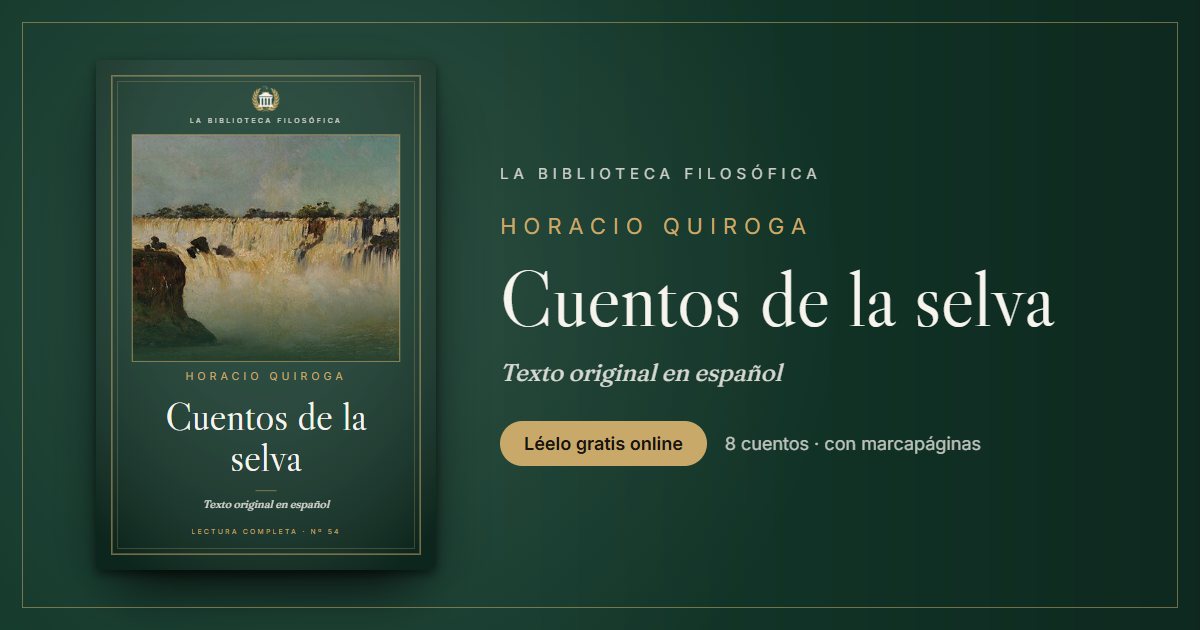 LA BIBLIOTECA FILOSÓFICA
HORACIO QUIROGA
Cuentos de la
selva
Texto original en español
LECTURA COMPLETA · Nº 54
LA BIBLIOTECA FILOSÓFICA
HORACIO QUIROGA
Cuentos de la selva
Texto original en español
Léelo gratis online
8 cuentos · con marcapáginas